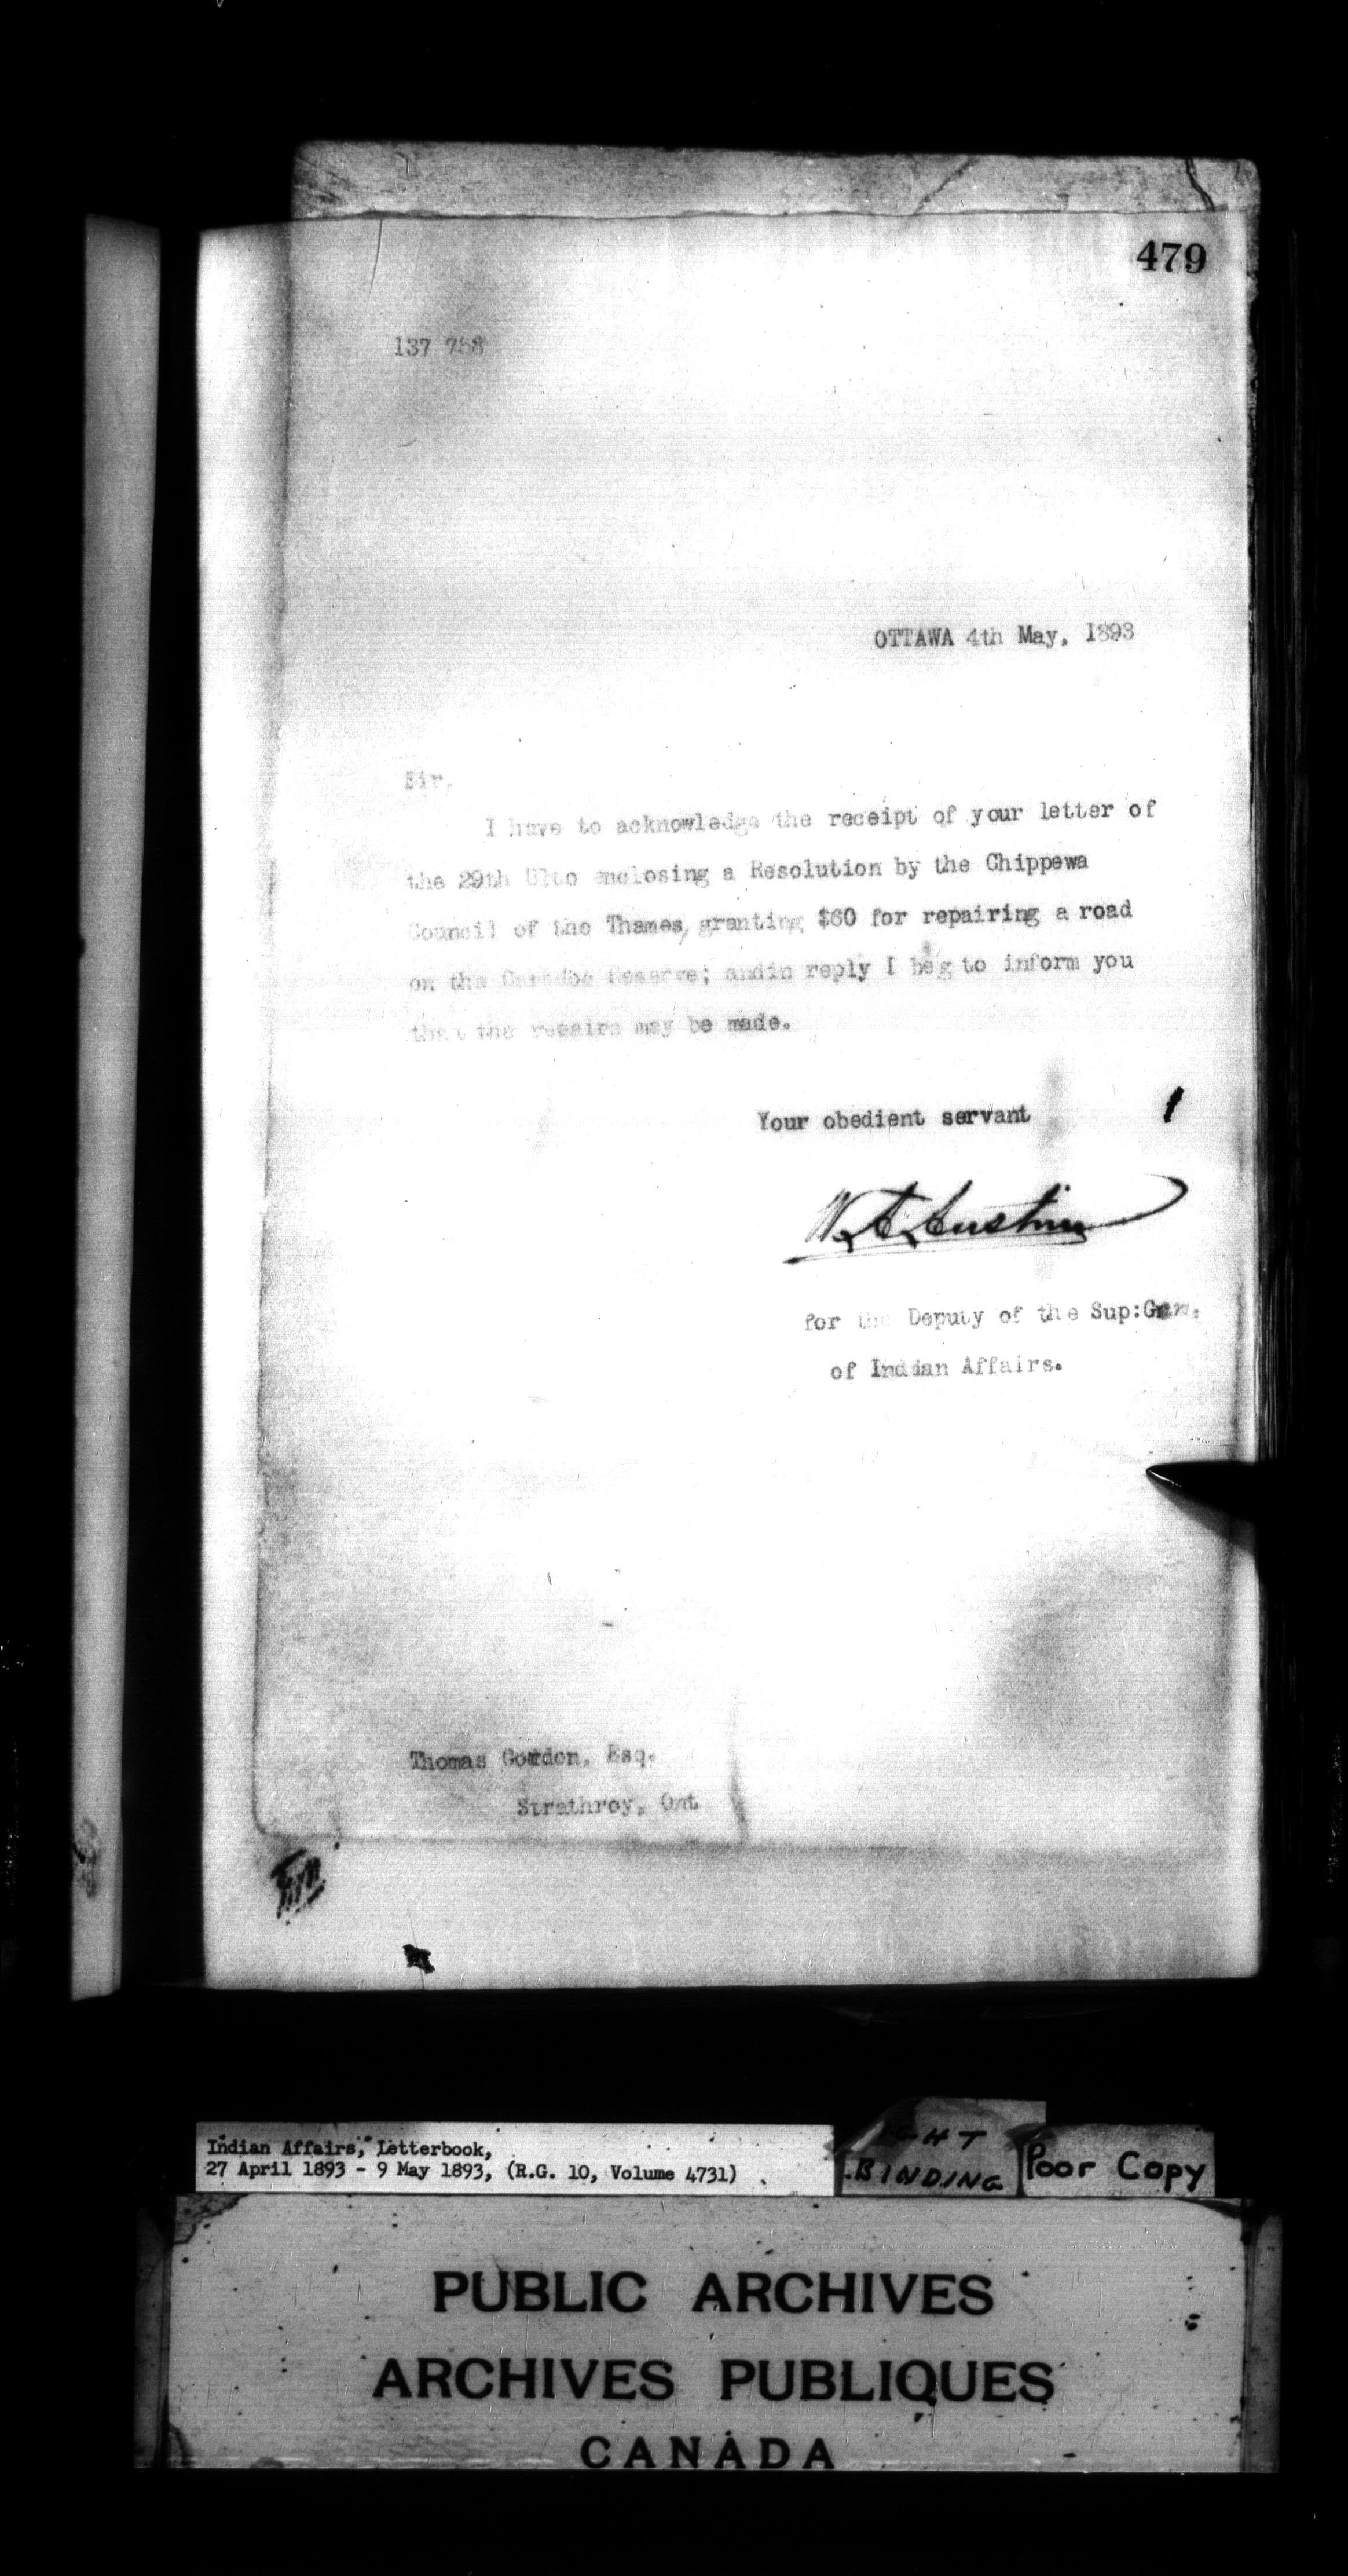 479
137 788
OTTAWA 4th May, 1893
Sir,
I have to acknowledge the receipt of your letter of
the 29th Ulto enclosing a Resolution by the Chippewa
Council of the Thames, granting $60 for repairing a road
on the Caradoc Reserve; andin reply I beg to inform you
that the repairs may be made.
Your obedient servant
W.A. Austin
for the Deputy of the Sup:Gen.
of Indian Affairs.
Thomas Gordon, Esq.
Strathroy, Ont
Indian Affairs, Letterbook,
27 April 1893 - 9 May 1893, (R.G. 10, Volume 4731)
BINDING
Poor Copy
PUBLIC ARCHIVES
ARCHIVES PUBLIQUES
CANADA